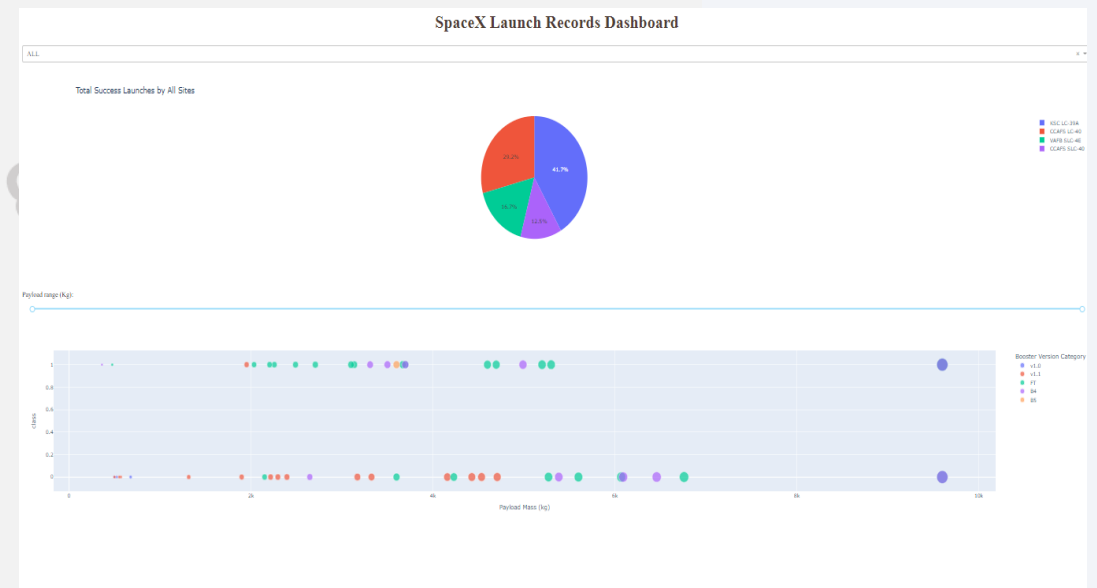 SpaceX Launch Records Dashboard
ALL
Total Success Launches by All Sites
KSC LC-39A
CCAFS LC-40
VAFB SLC-4E
CCAFS SLC-40
29.2%
41.7%
16.7%
12.5%
Payload range (Kg):
Booster Version Category
v1.0
v1.1
FT
B4
B5
class
1
0.8
0.6
0.4
0.2
0
0
2k
4k
6k
8k
10k
Payload Mass (kg)